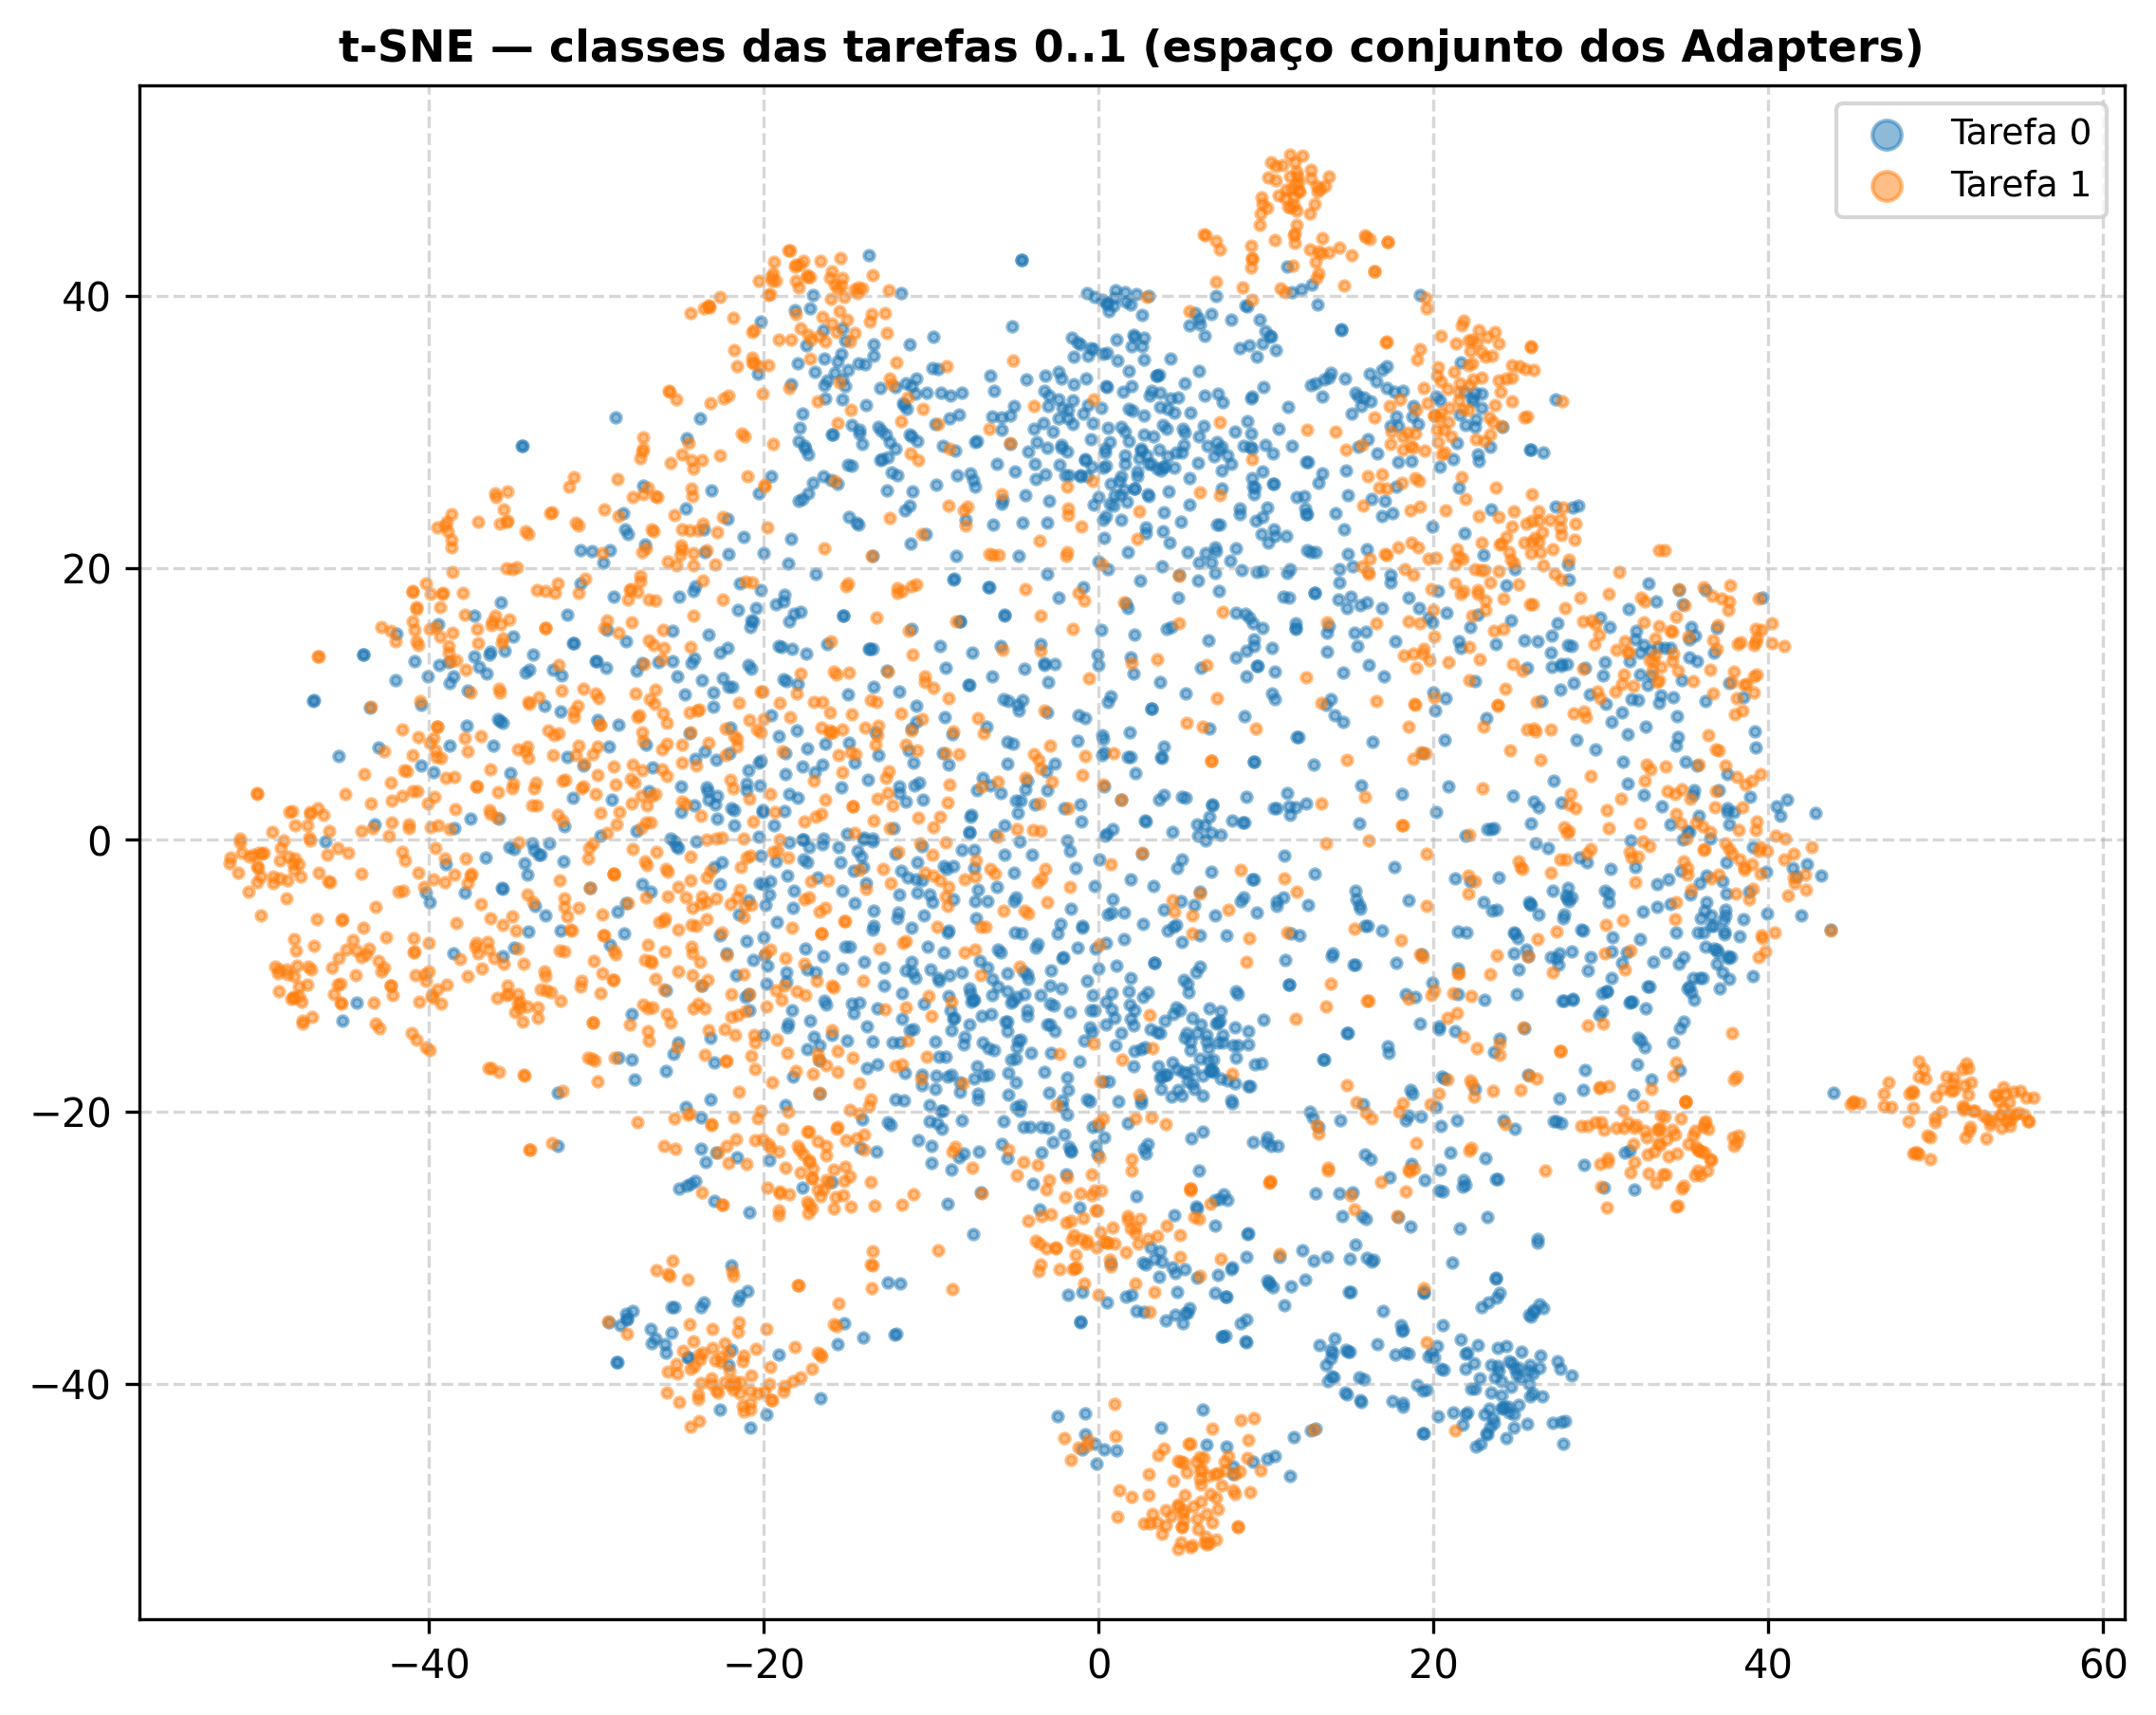 t-SNE — classes das tarefas 0..1 (espaço conjunto dos Adapters)
Tarefa 0
Tarefa 1
40
20
0
−20
−40
−40 −20 0 20 40 60